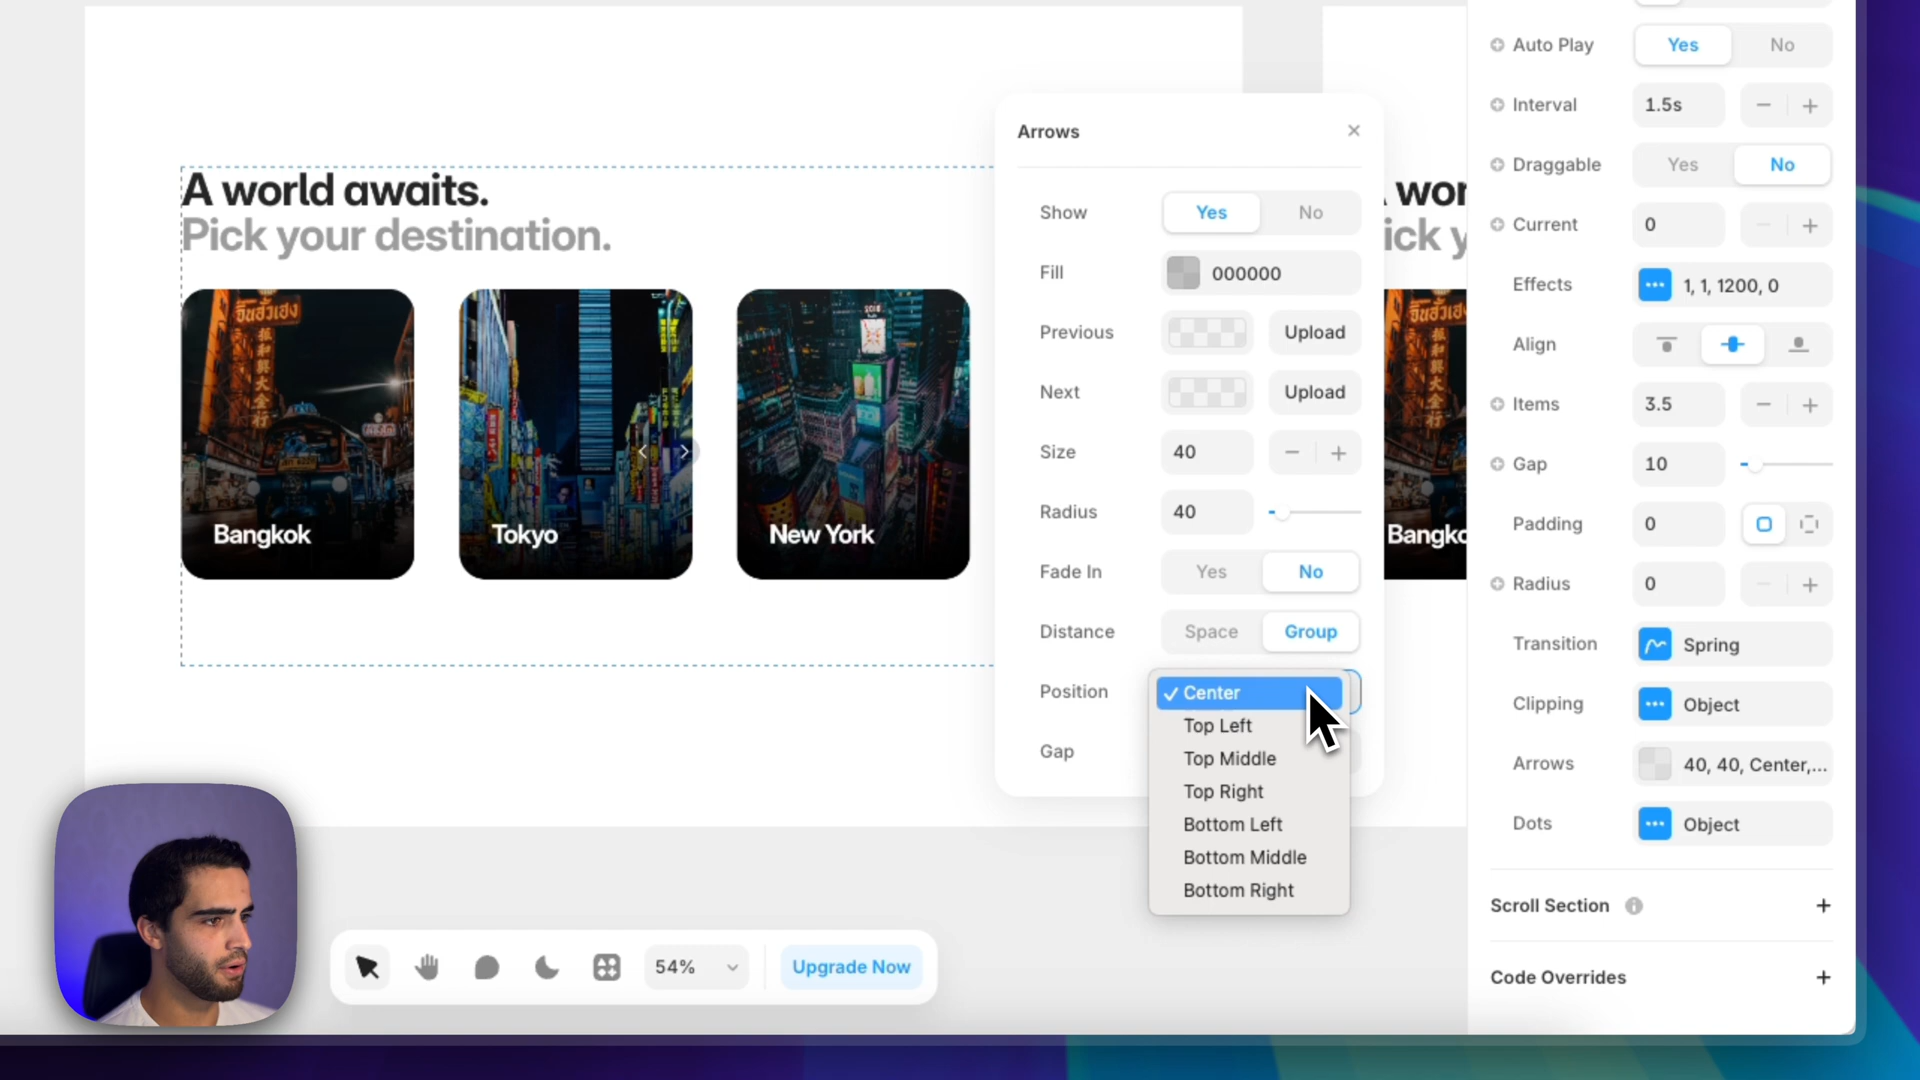 A world awaits.
Pick your destination.
Bangkok
Tokyo
New York
Arrows
Show
Yes
No
Fill
000000
Previous
Upload
Next
Upload
Size
40
Radius
40
Fade In
Yes
No
Distance
Space
Group
Position
Center
Top Left
Top Middle
Top Right
Bottom Left
Bottom Middle
Bottom Right
Gap
wor
ick y
Bangko
Auto Play
Yes
No
Interval
1.5s
Draggable
Yes
No
Current
0
Effects
1, 1, 1200, 0
Align
Items
3.5
Gap
10
Padding
0
Radius
0
Transition
Spring
Clipping
Object
Arrows
40, 40, Center,...
Dots
Object
Scroll Section
Code Overrides
54%
Upgrade Now